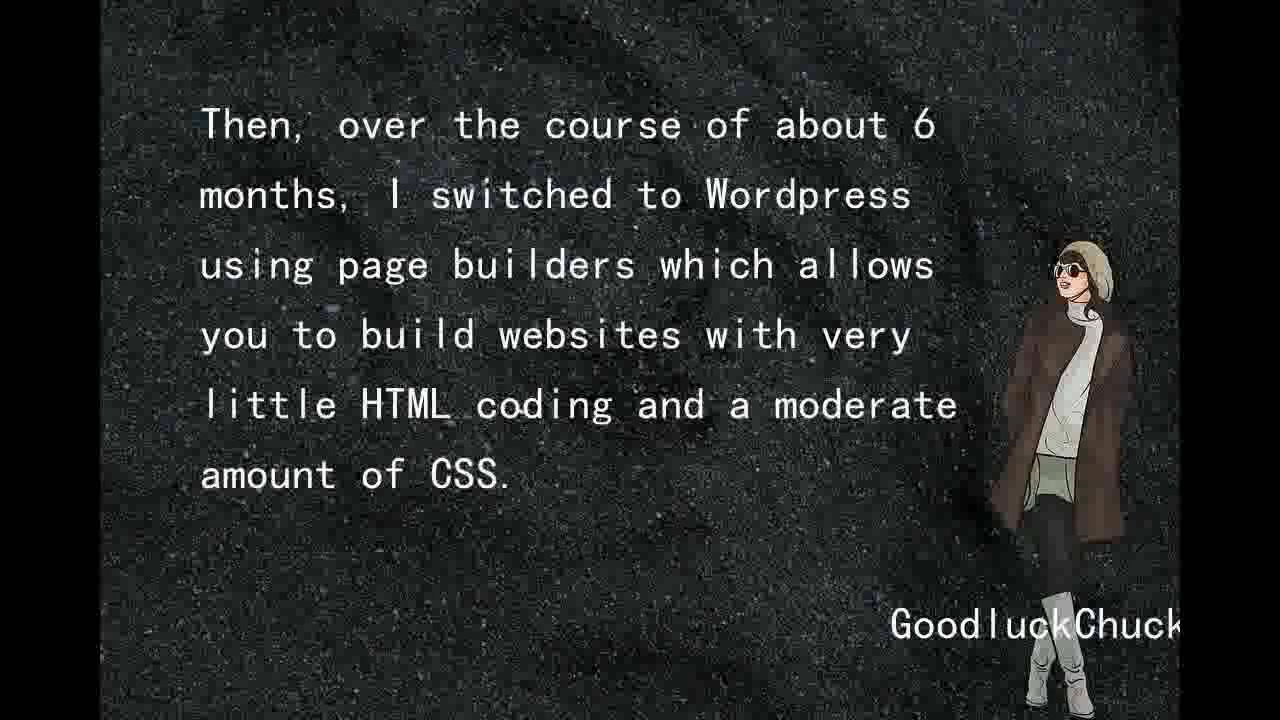 Then, over the course of about 6
months, I switched to Wordpress
using page builders which allows
you to build websites with very
little HTML coding and a moderate
amount of CSS.
GoodluckChuck